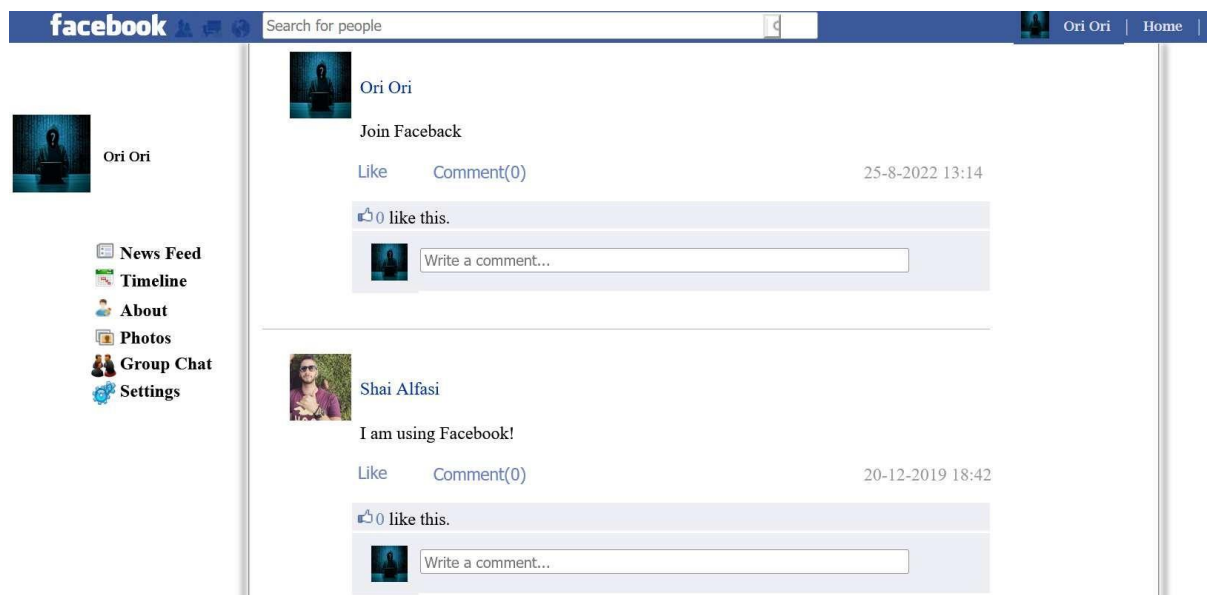 facebook
Search for people
Ori Ori | Home |
Ori Ori
News Feed
Timeline
About
Photos
Group Chat
Settings
Ori Ori
Join Faceback
Like Comment(0) 25-8-2022 13:14
0 like this.
Write a comment...
Shai Alfasi
I am using Facebook!
Like Comment(0) 20-12-2019 18:42
0 like this.
Write a comment...